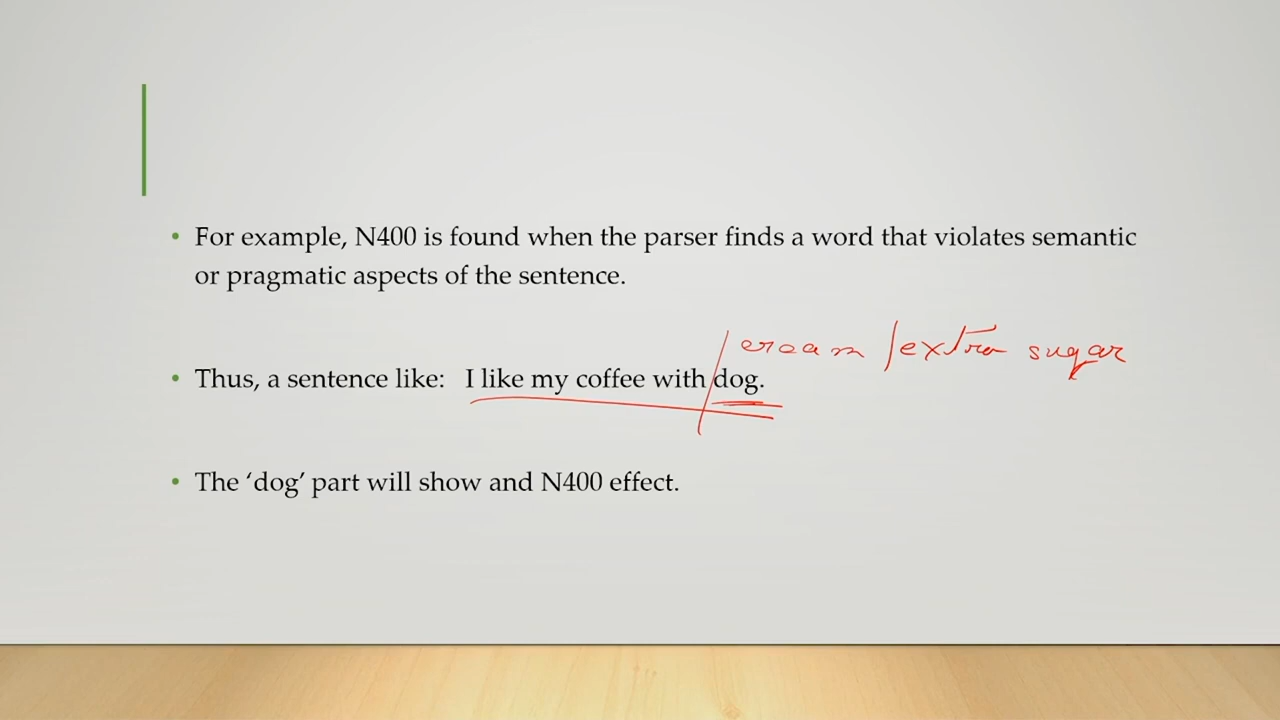 • For example, N400 is found when the parser finds a word that violates semantic
or pragmatic aspects of the sentence.
cream / extra sugar
• Thus, a sentence like: I like my coffee with dog.
• The ‘dog’ part will show and N400 effect.